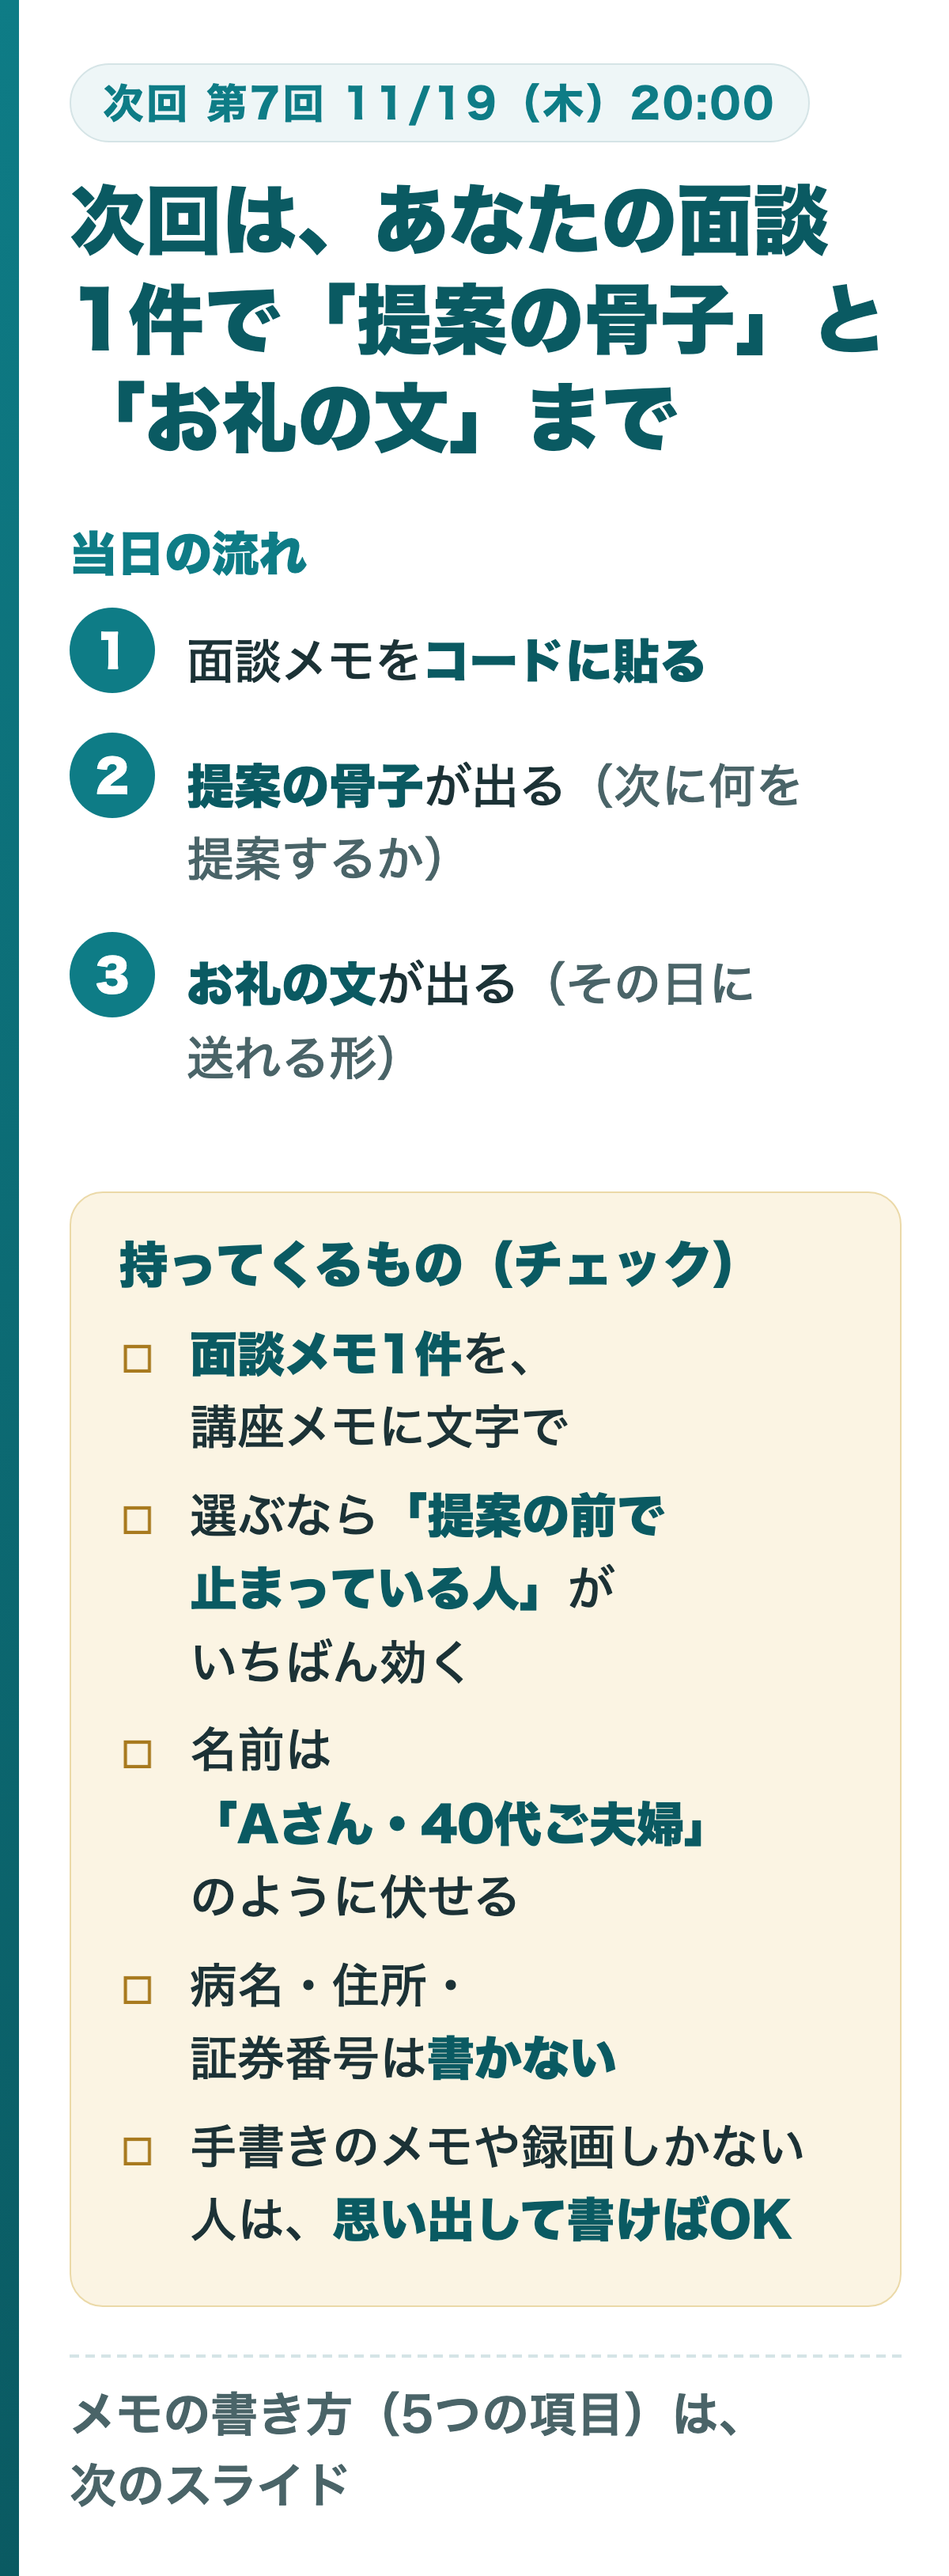 次回 第7回 11/19（木）20:00
次回は、あなたの面談
1件で「提案の骨子」と
「お礼の文」まで
当日の流れ
1 面談メモをコードに貼る
2 提案の骨子が出る（次に何を
提案するか）
3 お礼の文が出る（その日に
送れる形）
持ってくるもの（チェック）
□ 面談メモ1件を、
講座メモに文字で
□ 選ぶなら「提案の前で
止まっている人」が
いちばん効く
□ 名前は
「Aさん・40代ご夫婦」
のように伏せる
□ 病名・住所・
証券番号は書かない
□ 手書きのメモや録画しかない
人は、思い出して書けばOK
メモの書き方（5つの項目）は、
次のスライド